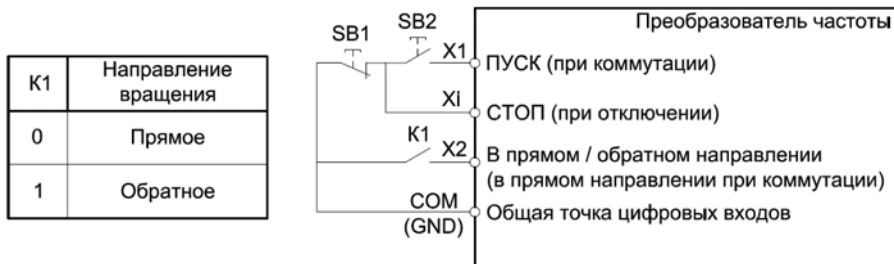 К1
Направление
вращения
0
Прямое
1
Обратное
Преобразователь частоты
SB1
SB2
X1
ПУСК (при коммутации)
Xi
СТОП (при отключении)
К1
X2
В прямом / обратном направлении
(в прямом направлении при коммутации)
COM
(GND)
Общая точка цифровых входов